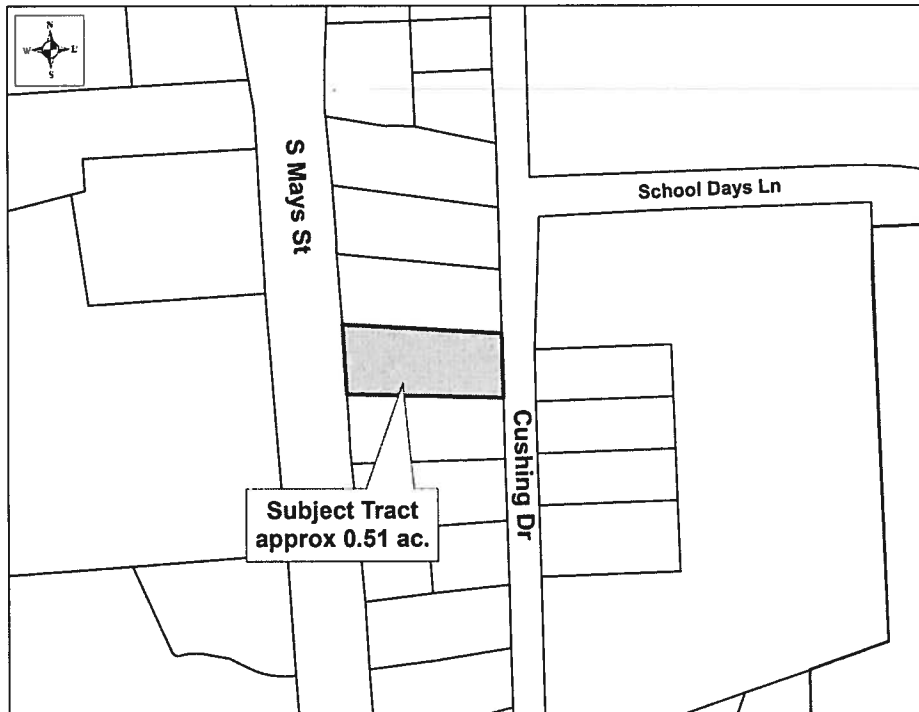 N
W E
S
S Mays St
School Days Ln
Cushing Dr
Subject Tract
approx 0.51 ac.